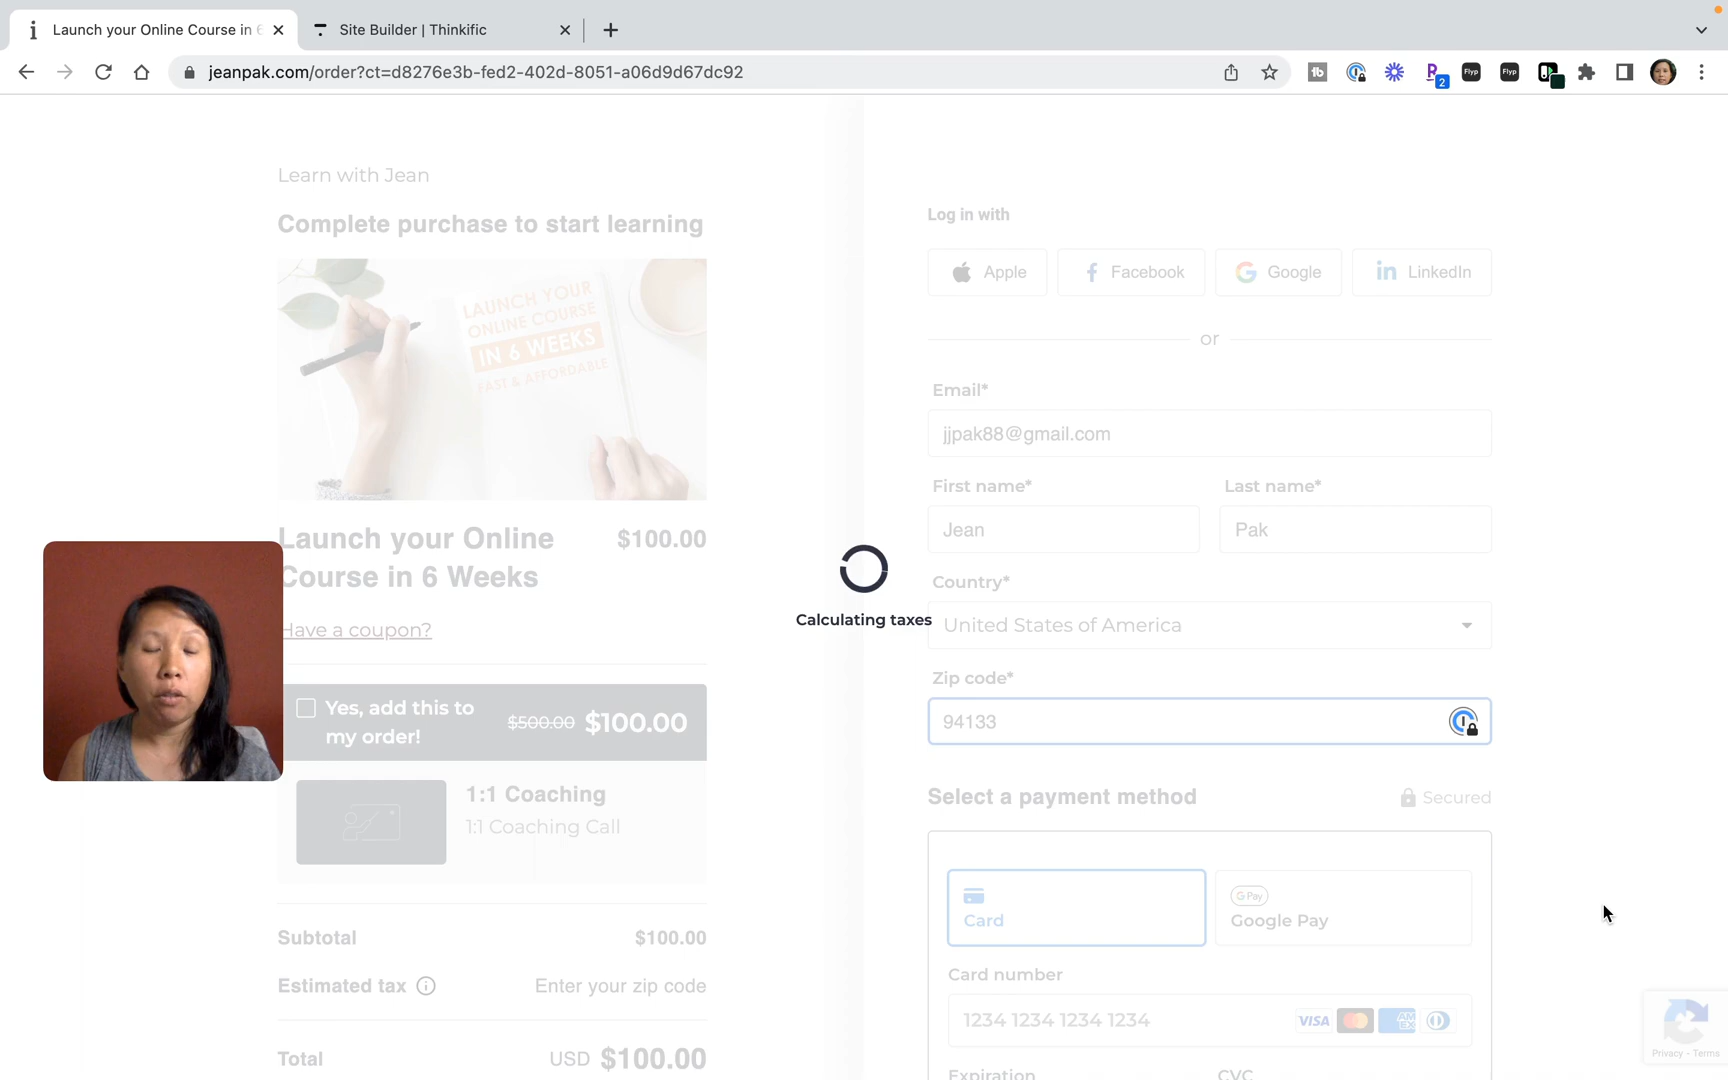 Launch your Online Course in 6
Site Builder | Thinkific
jeanpak.com/order?ct=d8276e3b-fed2-402d-8051-a06d9d67dc92
tb
2
Flyp
Flyp
Learn with Jean
Complete purchase to start learning
LAUNCH YOUR
ONLINE COURSE
IN 6 WEEKS
FAST & AFFORDABLE
Launch your Online
Course in 6 Weeks
$100.00
Have a coupon?
Yes, add this to
my order!
$500.00 $100.00
1:1 Coaching
1:1 Coaching Call
Subtotal
$100.00
Estimated tax
Enter your zip code
Total
USD $100.00
Calculating taxes
Log in with
Apple
Facebook
Google
LinkedIn
or
Email*
jjpak88@gmail.com
First name*
Last name*
Jean
Pak
Country*
United States of America
Zip code*
94133
Select a payment method
Secured
Card
G Pay
Google Pay
Card number
1234 1234 1234 1234
VISA
AM
EX
Expiration
CVC
Privacy - Terms